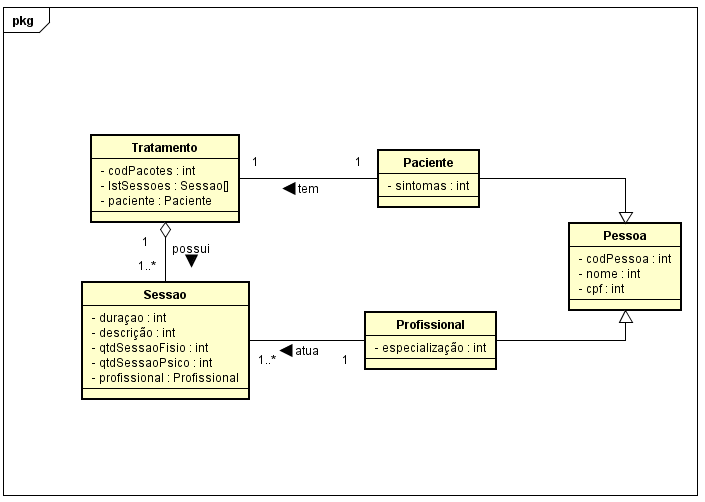 pkg
Tratamento
- codPacotes : int
- lstSessoes : Sessao[]
- paciente : Paciente
1
1
tem
Paciente
- sintomas : int
Pessoa
- codPessoa : int
- nome : int
- cpf : int
1
possui
1..*
Sessao
- duraçao : int
- descrição : int
- qtdSessaoFisio : int
- qtdSessaoPsico : int
- profissional : Profissional
1..*
atua
1
Profissional
- especialização : int